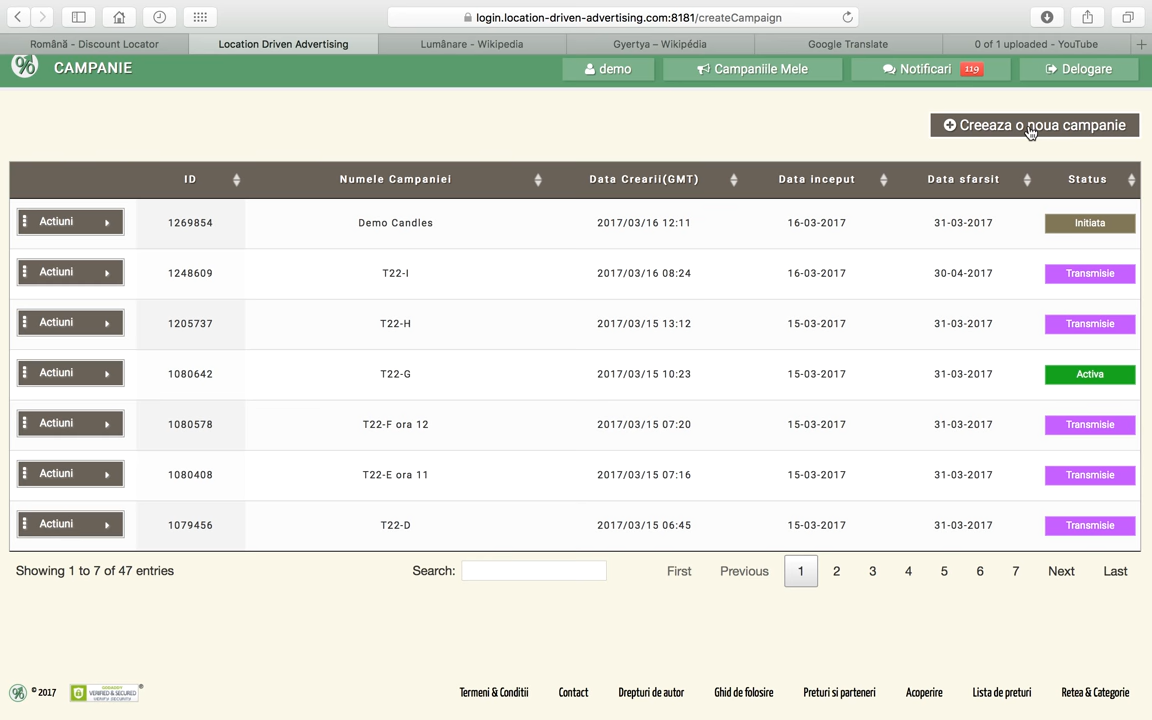 login.location-driven-advertising.com:8181/createCampaign
Română - Discount Locator
Location Driven Advertising
Lumânare - Wikipedia
Gyertya – Wikipédia
Google Translate
0 of 1 uploaded - YouTube
% CAMPANIE
demo
Campaniile Mele
Notificari 119
Delogare
Creeaza o noua campanie
ID Numele Campaniei Data Crearii(GMT) Data inceput Data sfarsit Status
Actiuni 1269854 Demo Candles 2017/03/16 12:11 16-03-2017 31-03-2017 Initiata
Actiuni 1248609 T22-I 2017/03/16 08:24 16-03-2017 30-04-2017 Transmisie
Actiuni 1205737 T22-H 2017/03/15 13:12 15-03-2017 31-03-2017 Transmisie
Actiuni 1080642 T22-G 2017/03/15 10:23 15-03-2017 31-03-2017 Activa
Actiuni 1080578 T22-F ora 12 2017/03/15 07:20 15-03-2017 31-03-2017 Transmisie
Actiuni 1080408 T22-E ora 11 2017/03/15 07:16 15-03-2017 31-03-2017 Transmisie
Actiuni 1079456 T22-D 2017/03/15 06:45 15-03-2017 31-03-2017 Transmisie
Showing 1 to 7 of 47 entries Search: First Previous 1 2 3 4 5 6 7 Next Last
% © 2017 VERIFIED & SECURED
Termeni & Conditii Contact Drepturi de autor Ghid de folosire Preturi si parteneri Acoperire Lista de preturi Retea & Categorie